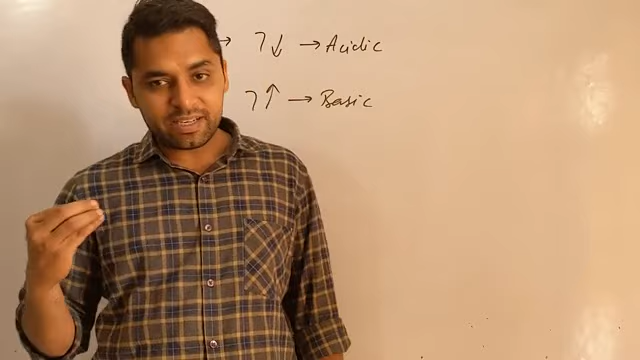 → 7↓ → Acidic
7↑ → Basic